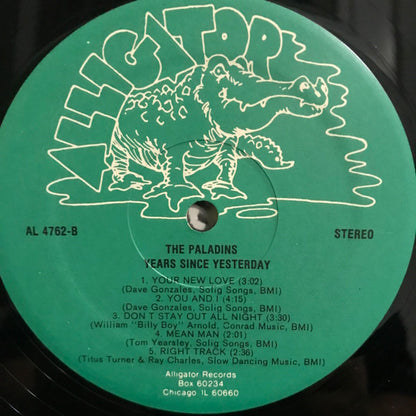 ALLIGATOR
AL 4762-B
STEREO
THE PALADINS
YEARS SINCE YESTERDAY
1. YOUR NEW LOVE (3:02)
(Dave Gonzales, Solig Songs, BMI)
2. YOU AND I (4:15)
(Dave Gonzales, Solig Songs, BMI)
3. DON T STAY OUT ALL NIGHT (3:30)
(William "Billy Boy" Arnold, Conrad Music, BMI)
4. MEAN MAN (2:01)
(Tom Yearsley, Solig Songs, BMI)
5. RIGHT TRACK (2:36)
(Titus Turner & Ray Charles, Slow Dancing Music, BMI)
Alligator Records
Box 60234
Chicago IL 60660